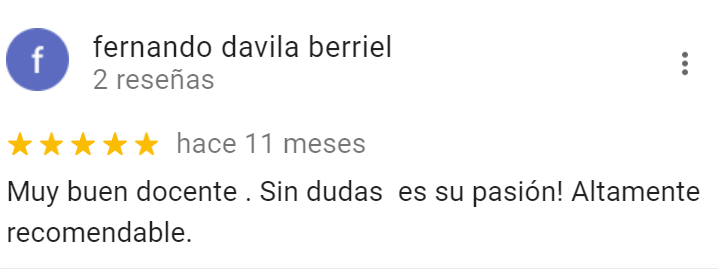 f
fernando davila berriel
2 reseñas
hace 11 meses
Muy buen docente . Sin dudas  es su pasión! Altamente
recomendable.